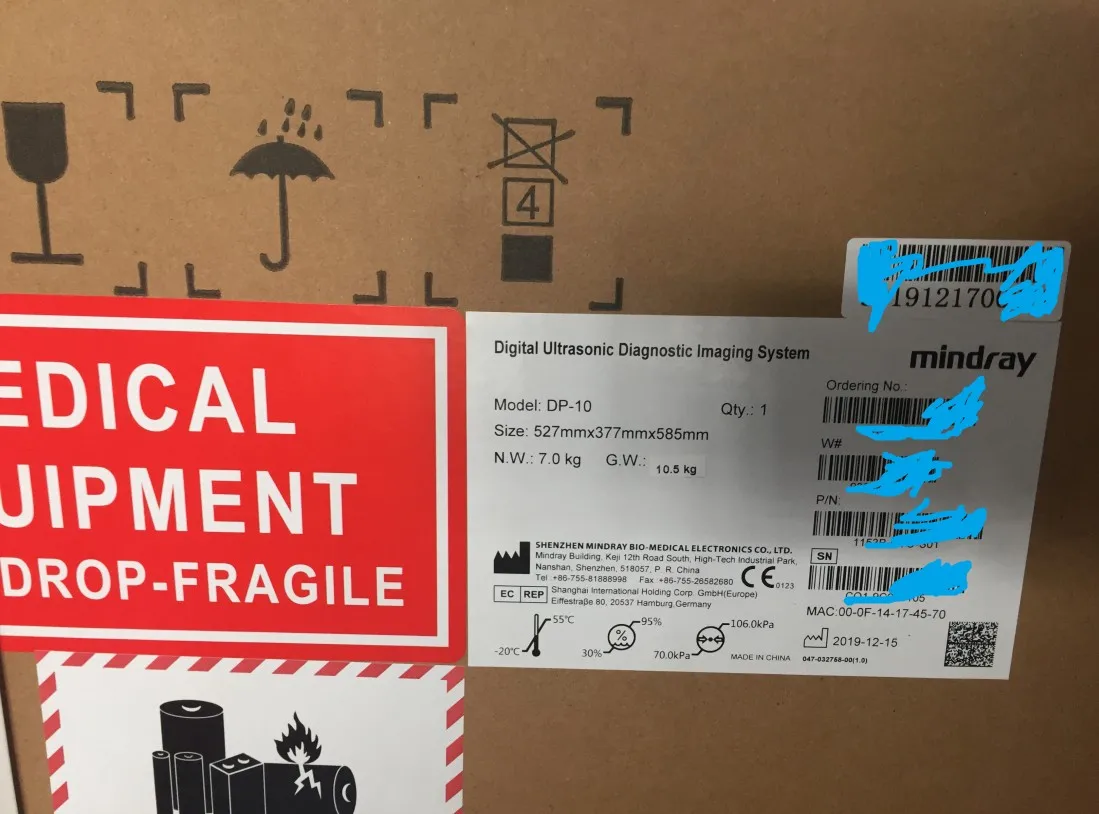 4
191217
EDICAL
UIPMENT
DROP-FRAGILE
Digital Ultrasonic Diagnostic Imaging System
mindray
Model: DP-10
Qty.: 1
Size: 527mmx377mmx585mm
N.W.: 7.0 kg
G.W.: 10.5 kg
Ordering No.:
W#
P/N:
SN
SHENZHEN MINDRAY BIO-MEDICAL ELECTRONICS CO., LTD.
Mindray Building, Keji 12th Road South, High-Tech Industrial Park,
Nanshan, Shenzhen, 518057, P. R. China
Tel +86-755-81888998 Fax +86-755-26582680
CE 0123
EC REP
Shanghai International Holding Corp. GmbH(Europe)
Eiffestraße 80, 20537 Hamburg,Germany
-20°C
55°C
30%
%
95%
70.0kPa
106.0kPa
MADE IN CHINA
MAC:00-0F-14-17-45-70
2019-12-15
047-032758-00(1.0)